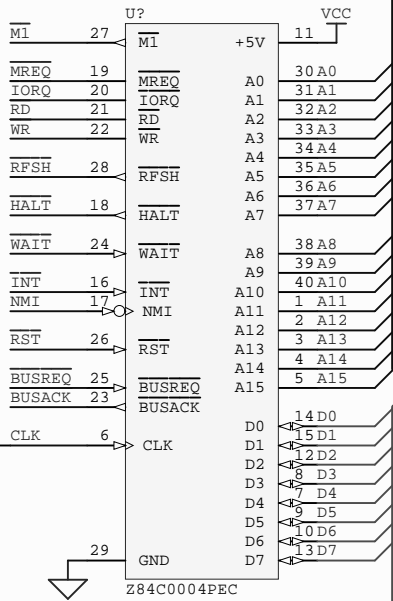 U? VCC
M1 27 M1 +5V 11
MREQ 19 MREQ A0 30 A0
IORQ 20 IORQ A1 31 A1
RD 21 RD A2 32 A2
WR 22 WR A3 33 A3
A4 34 A4
RFSH 28 RFSH A5 35 A5
A6 36 A6
HALT 18 HALT A7 37 A7
WAIT 24 WAIT A8 38 A8
A9 39 A9
INT 16 INT A10 40 A10
NMI 17 NMI A11 1 A11
A12 2 A12
RST 26 RST A13 3 A13
A14 4 A14
BUSREQ 25 BUSREQ A15 5 A15
BUSACK 23 BUSACK
D0 14 D0
CLK 6 CLK D1 15 D1
D2 12 D2
D3 8 D3
D4 7 D4
D5 9 D5
D6 10 D6
29 GND D7 13 D7
Z84C0004PEC